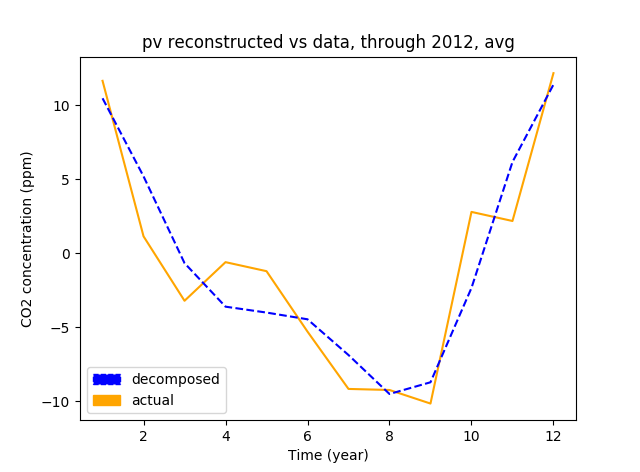 pv reconstructed vs data, through 2012, avg
CO2 concentration (ppm)
10
5
0
−5
−10
decomposed
actual
2
4
6
8
10
12
Time (year)